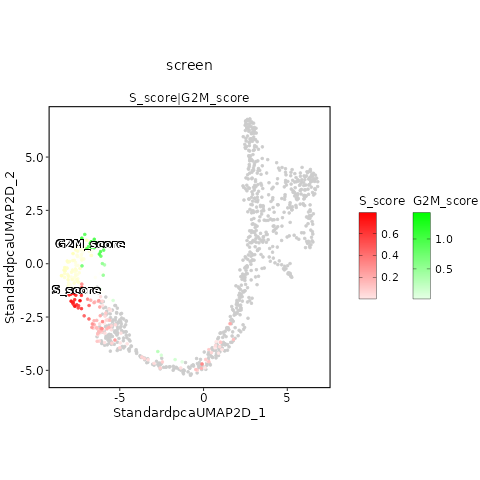 screen
S_score|G2M_score
StandardpcaUMAP2D_2
5.0
2.5
0.0
-2.5
-5.0
G2M_score
S_score
-5
0
5
StandardpcaUMAP2D_1
S_score
0.6
0.4
0.2
G2M_score
1.0
0.5